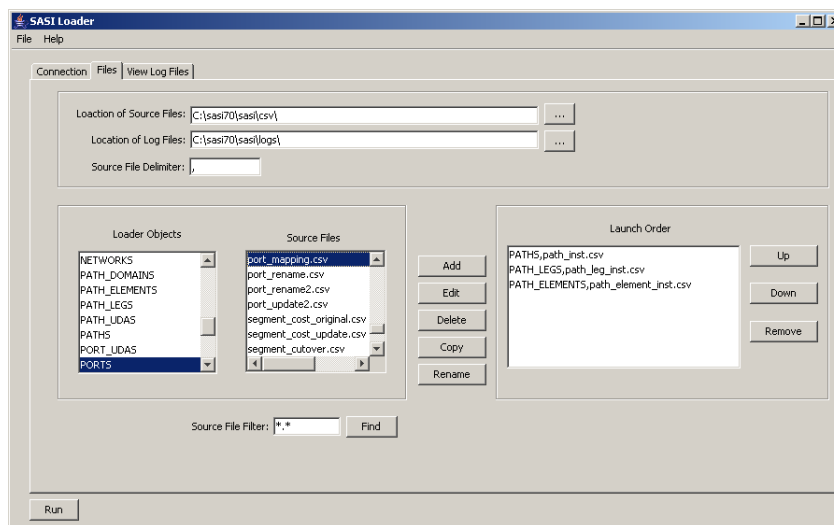 SASI Loader
File Help
Connection Files View Log Files
Loaction of Source Files: C:\sasi70\sasi\csv\ ...
Location of Log Files: C:\sasi70\sasi\logs\ ...
Source File Delimiter: ,
Loader Objects
NETWORKS
PATH_DOMAINS
PATH_ELEMENTS
PATH_LEGS
PATH_UDAS
PATHS
PORT_UDAS
PORTS
Source Files
port_mapping.csv
port_rename.csv
port_rename2.csv
port_update2.csv
segment_cost_original.csv
segment_cost_update.csv
segment_cutover.csv
Add
Edit
Delete
Copy
Rename
Launch Order
PATHS,path_inst.csv
PATH_LEGS,path_leg_inst.csv
PATH_ELEMENTS,path_element_inst.csv
Up
Down
Remove
Source File Filter: *.* Find
Run